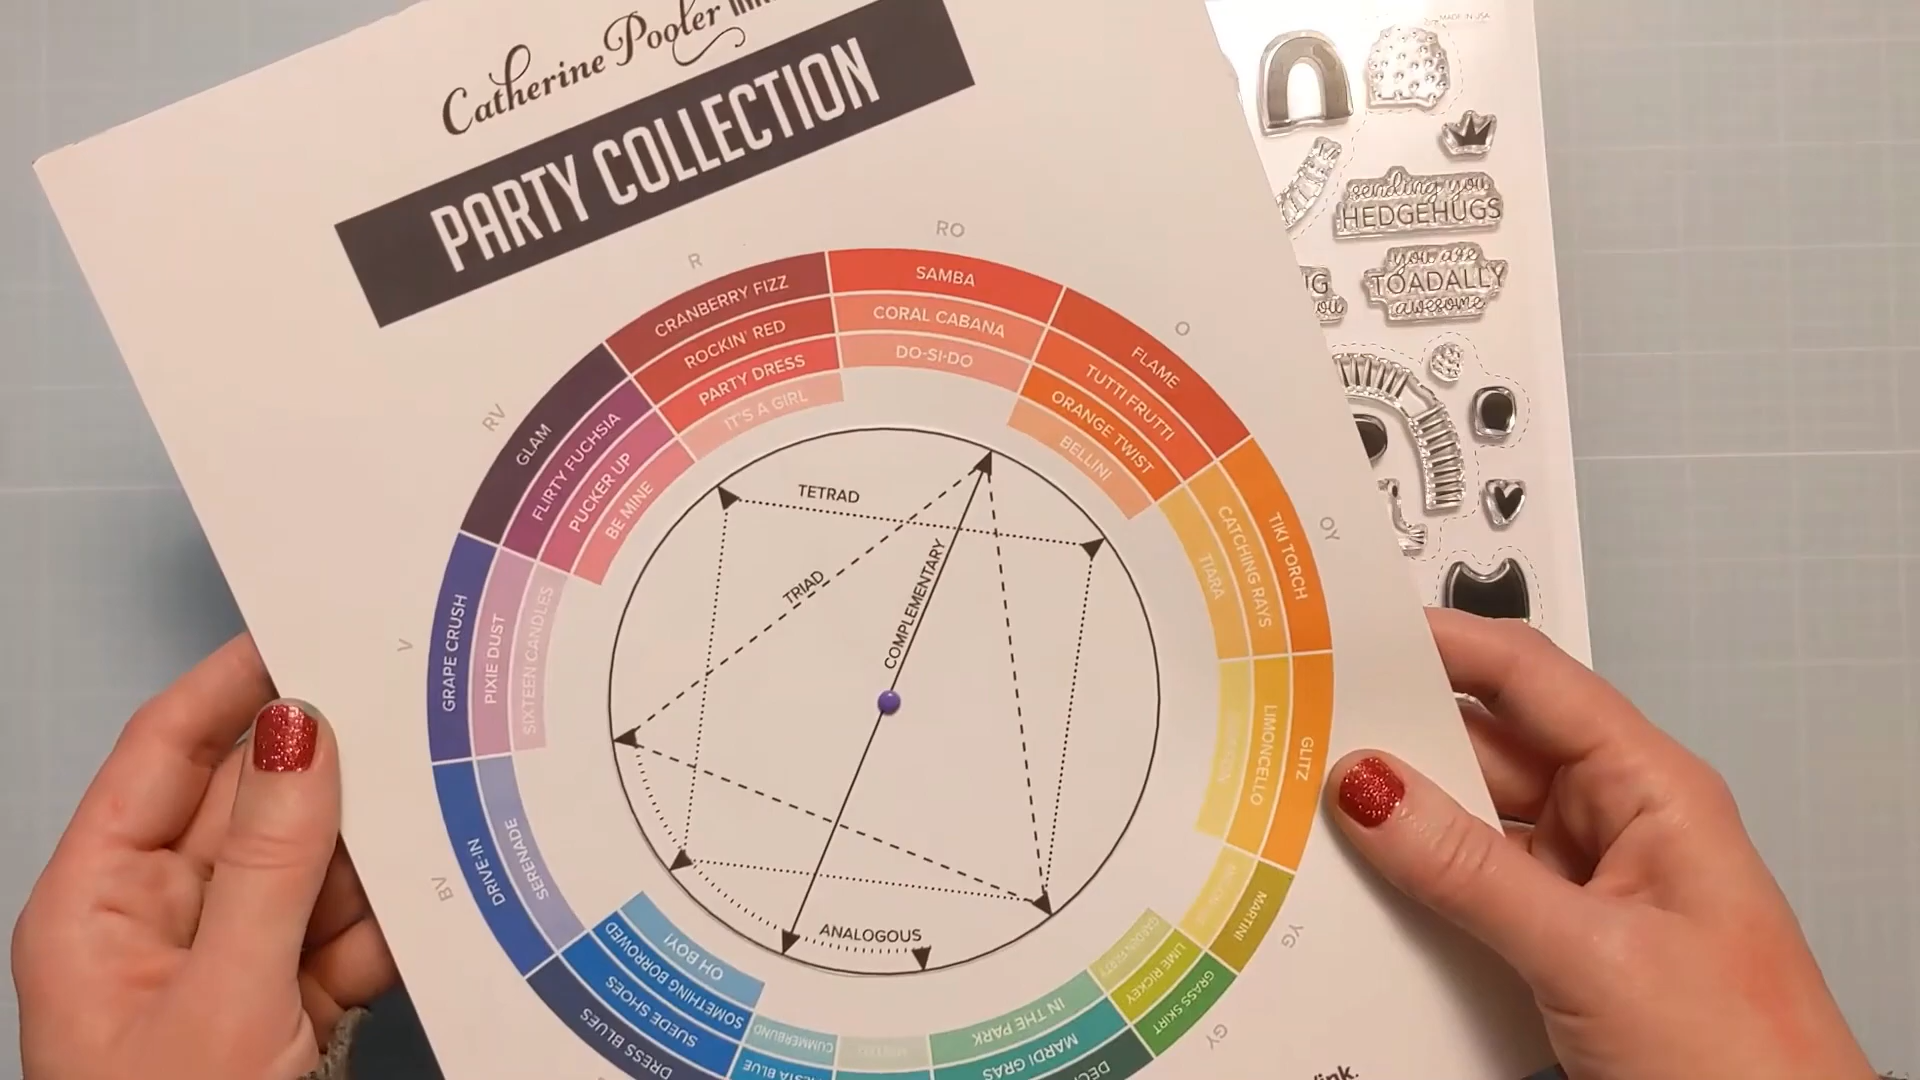 Catherine Pooler
PARTY COLLECTION
R
RO
O
OY
YG
GY
BV
V
RV
CRANBERRY FIZZ
ROCKIN' RED
PARTY DRESS
IT'S A GIRL
SAMBA
CORAL CABANA
DO-SI-DO
FLAME
TUTTI FRUTTI
ORANGE TWIST
BELLINI
TIKI TORCH
CATCHING RAYS
TIARA
GLITZ
LIMONCELLO
MARTINI
GRASS SKIRT
LIME RICKEY
GARDEN PARTY
MARDI GRAS
IN THE PARK
CUMMERBUND
DRESS BLUES
SUEDE SHOES
SOMETHING BORROWED
OH BOY!
DRIVE-IN
SERENADE
GRAPE CRUSH
PIXIE DUST
SIXTEEN CANDLES
GLAM
FLIRTY FUCHSIA
PUCKER UP
BE MINE
TETRAD
TRIAD
COMPLEMENTARY
ANALOGOUS
MADE IN USA
sending you
HEDGEHUGS
you are
TOADALLY
awesome